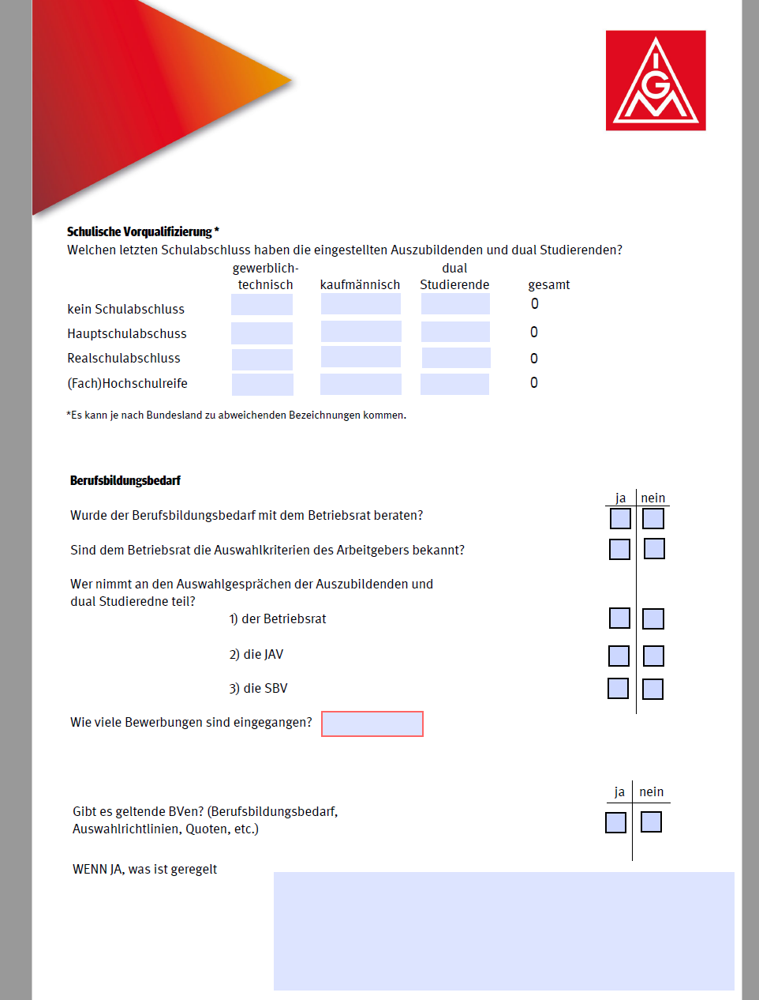 IGM
Schulische Vorqualifizierung *
Welchen letzten Schulabschluss haben die eingestellten Auszubildenden und dual Studierenden?
gewerblich- dual
technisch kaufmännisch Studierende gesamt
kein Schulabschluss 0
Hauptschulabschuss 0
Realschulabschluss 0
(Fach)Hochschulreife 0
*Es kann je nach Bundesland zu abweichenden Bezeichnungen kommen.
Berufsbildungsbedarf
ja nein
Wurde der Berufsbildungsbedarf mit dem Betriebsrat beraten?
Sind dem Betriebsrat die Auswahlkriterien des Arbeitgebers bekannt?
Wer nimmt an den Auswahlgesprächen der Auszubildenden und
dual Studieredne teil?
1) der Betriebsrat
2) die JAV
3) die SBV
Wie viele Bewerbungen sind eingegangen?
ja nein
Gibt es geltende BVen? (Berufsbildungsbedarf,
Auswahlrichtlinien, Quoten, etc.)
WENN JA, was ist geregelt